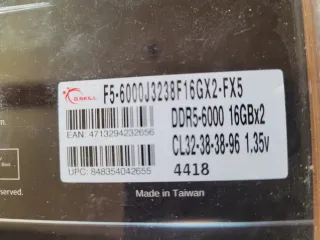 G.SKILL
F5-6000J3238F16GX2-FX5
DDR5-6000 16GBx2
EAN: 4713294232656
CL32-38-38-96 1.35v
UPC: 848354042655
4418
Made in Taiwan
served.